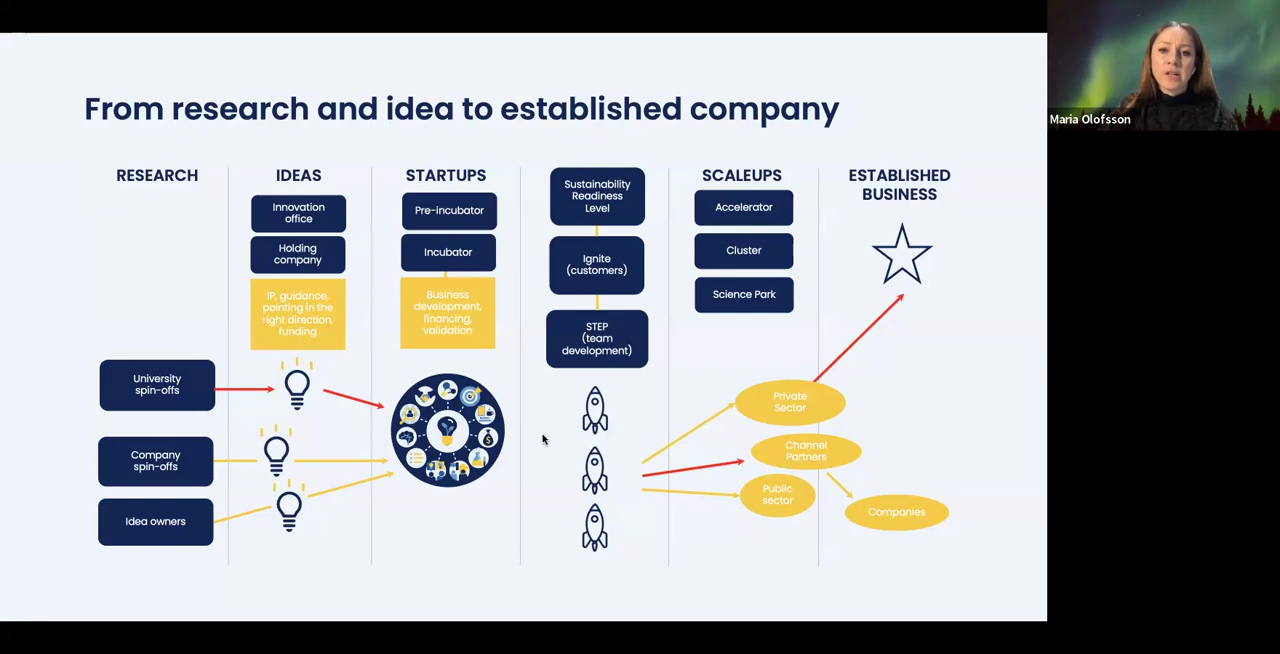 From research and idea to established company
Maria Olofsson
RESEARCH
IDEAS
STARTUPS
SCALEUPS
ESTABLISHED
BUSINESS
Innovation
office
Holding
company
IP, guidance,
pointing in the
right direction,
funding
Pre-incubator
Incubator
Business
development,
financing,
validation
Sustainability
Readiness
Level
Ignite
(customers)
STEP
(team
development)
Accelerator
Cluster
Science Park
University
spin-offs
Company
spin-offs
Idea owners
Private
Sector
Channel
Partners
Public
sector
Companies